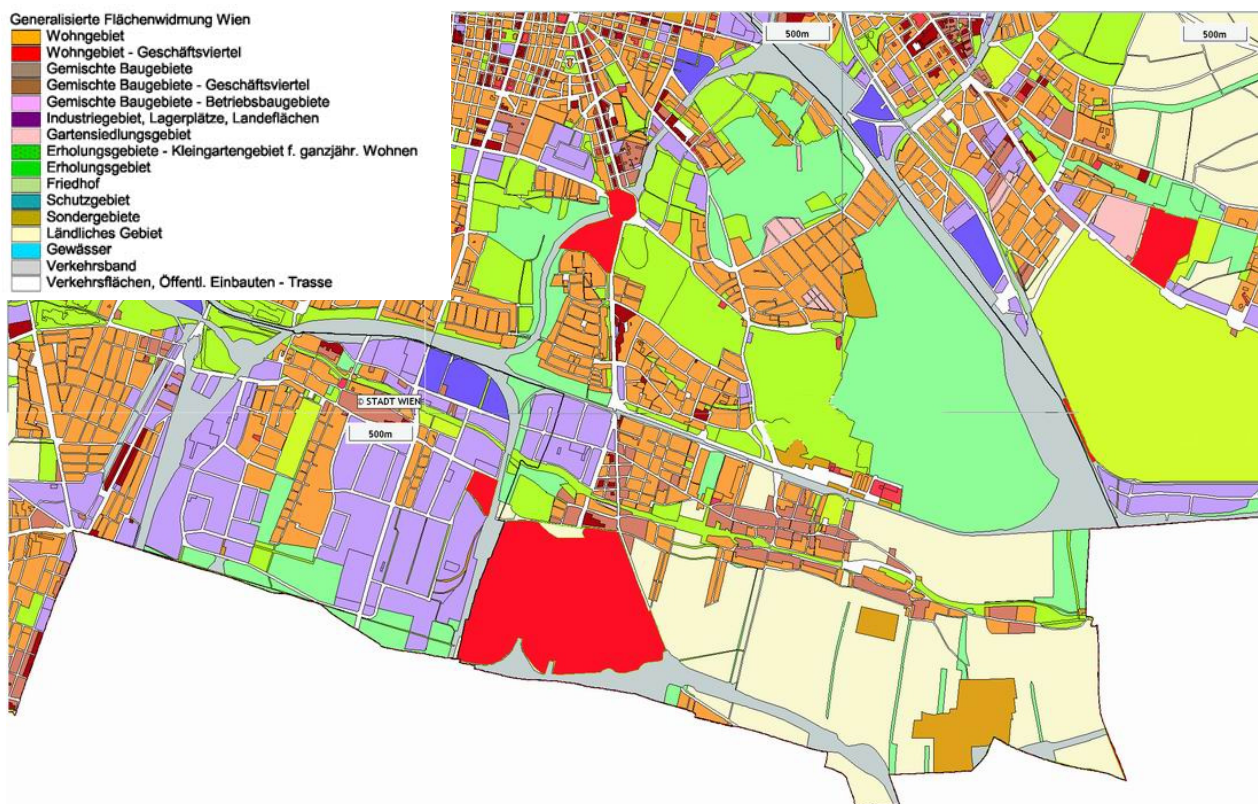 Generalisierte Flächenwidmung Wien
Wohngebiet
Wohngebiet - Geschäftsviertel
Gemischte Baugebiete
Gemischte Baugebiete - Geschäftsviertel
Gemischte Baugebiete - Betriebsbaugebiete
Industriegebiet, Lagerplätze, Landeflächen
Gartensiedlungsgebiet
Erholungsgebiete - Kleingartengebiet f. ganzjähr. Wohnen
Erholungsgebiet
Friedhof
Schutzgebiet
Sondergebiete
Ländliches Gebiet
Gewässer
Verkehrsband
Verkehrsflächen, Öffentl. Einbauten - Trasse
500m
500m
© STADT WIEN
500m